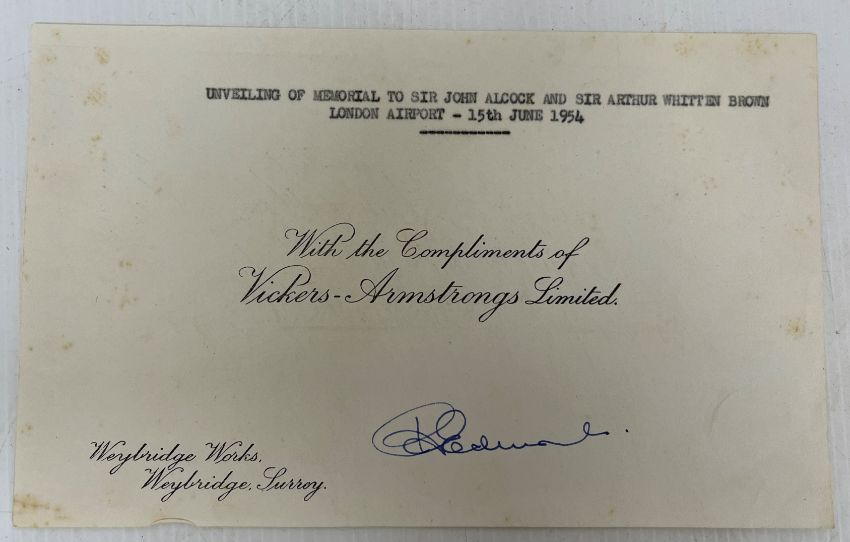 UNVEILING OF MEMORIAL TO SIR JOHN ALCOCK AND SIR ARTHUR WHITTEN BROWN
LONDON AIRPORT - 15th JUNE 1954
With the Compliments of
Vickers-Armstrongs Limited.
Weybridge Works,
Weybridge, Surrey.